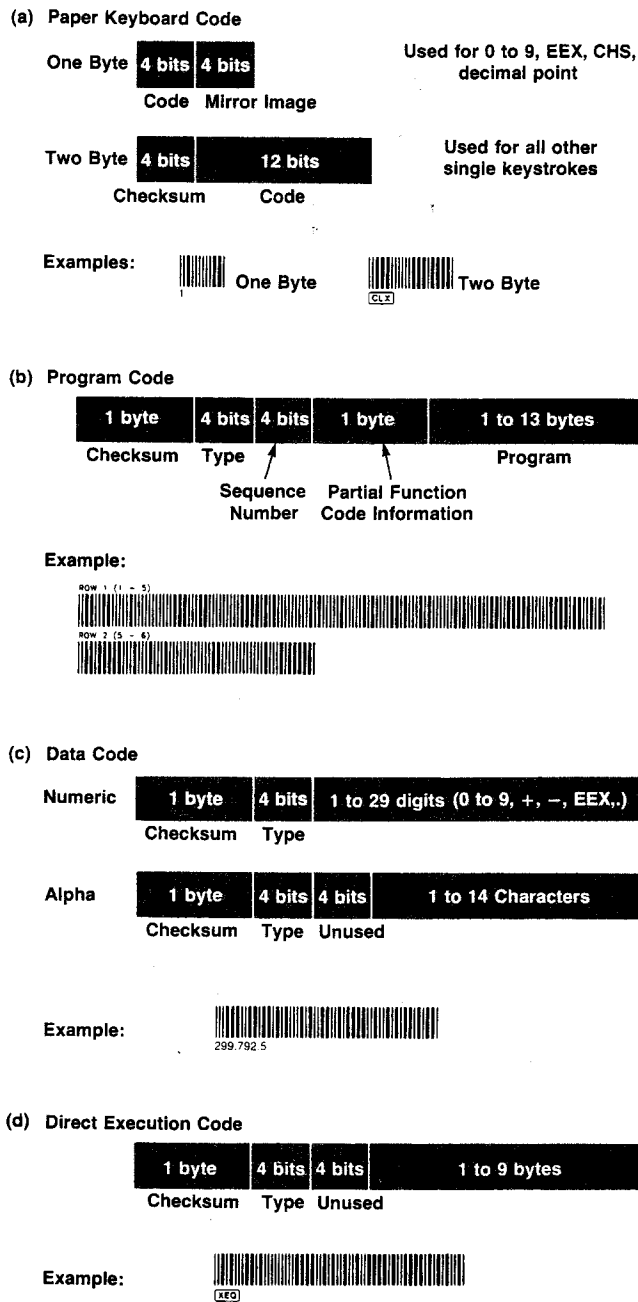 (a) Paper Keyboard Code
One Byte 4 bits 4 bits Used for 0 to 9, EEX, CHS,
decimal point
Code Mirror Image
Two Byte 4 bits 12 bits Used for all other
single keystrokes
Checksum Code
Examples: One Byte Two Byte
1 CLX
(b) Program Code
1 byte 4 bits 4 bits 1 byte 1 to 13 bytes
Checksum Type Program
Sequence Partial Function
Number Code Information
Example:
ROW 1 (1 - 5)
ROW 2 (5 - 6)
(c) Data Code
Numeric 1 byte 4 bits 1 to 29 digits (0 to 9, +, −, EEX,.)
Checksum Type
Alpha 1 byte 4 bits 4 bits 1 to 14 Characters
Checksum Type Unused
Example:
299.792.5
(d) Direct Execution Code
1 byte 4 bits 4 bits 1 to 9 bytes
Checksum Type Unused
Example:
XEQ